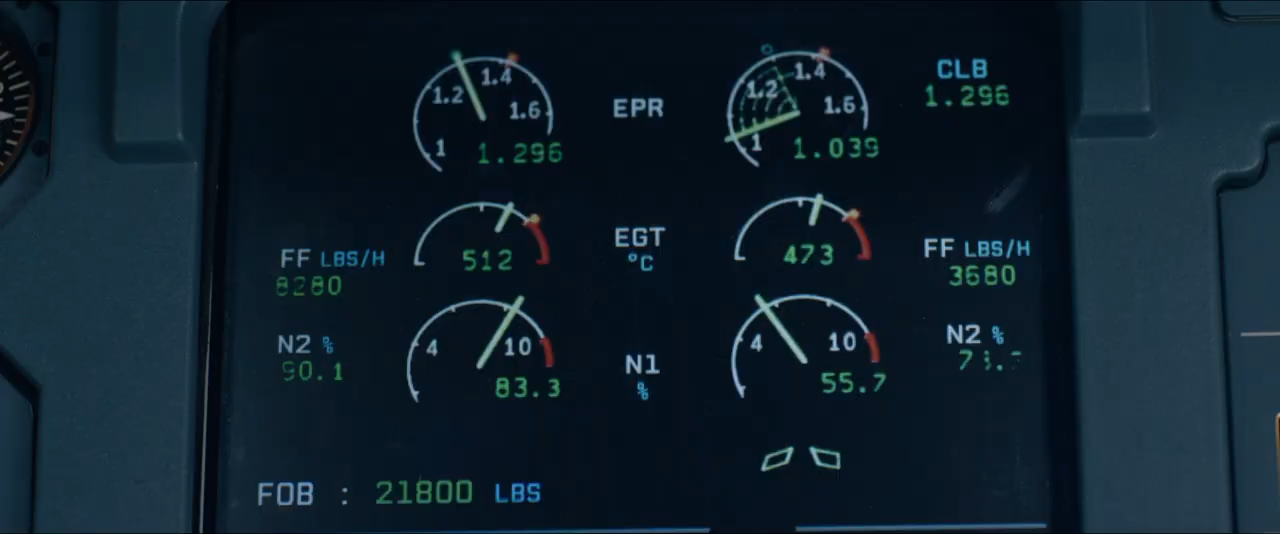 1.2 1.4 1.6 1
1.296
EPR
1.2 1.4 1.6 1
1.039
CLB
1.296
FF LBS/H
8280
512
EGT
°C
473
FF LBS/H
3680
N2 %
90.1
4 10
83.3
N1
%
4 10
55.7
N2 %
FOB : 21800 LBS